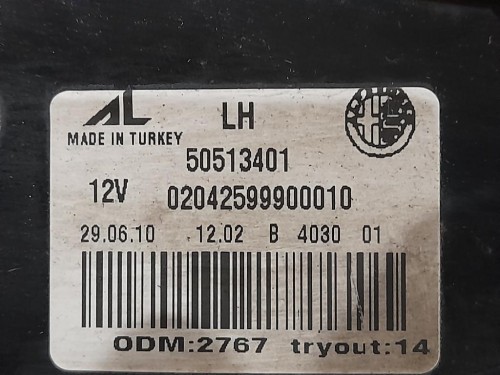 AL LH
MADE IN TURKEY
50513401
12V 02042599900010
29.06.10 12.02 B 4030 01
ODM:2767 tryout:14